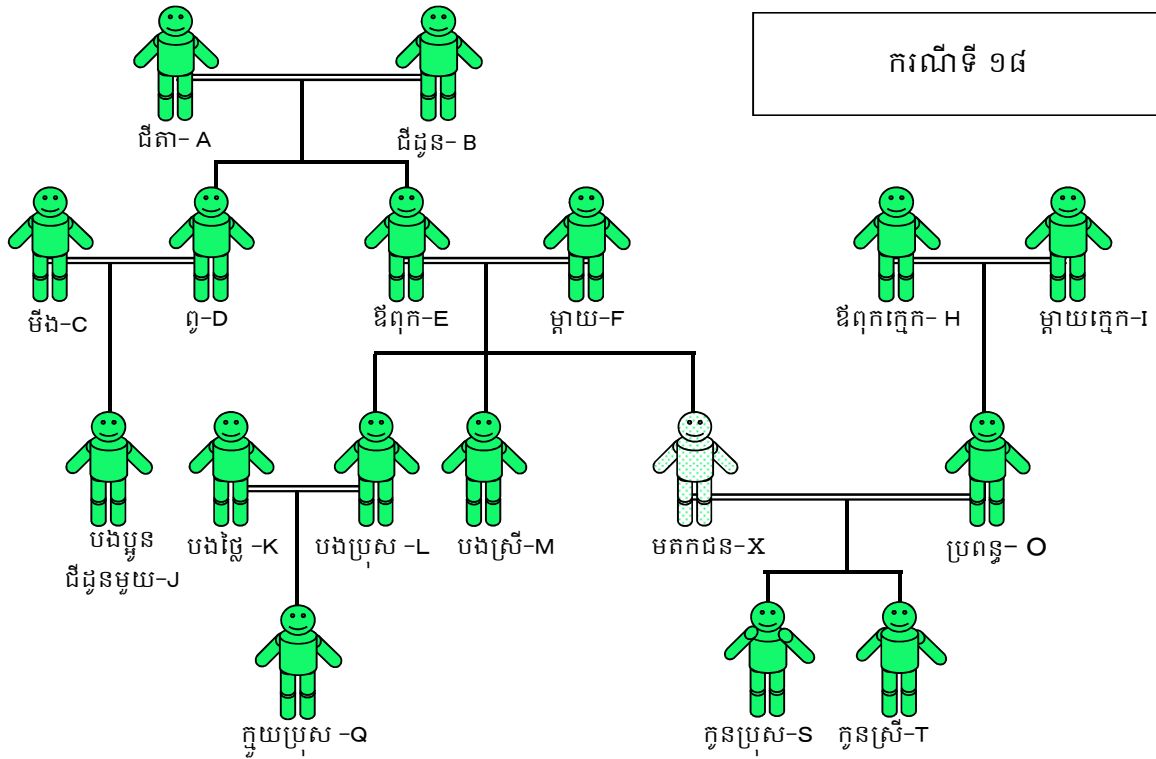 ករណីទី ១៨
ជីតា- A
ជីដូន- B
មីង-C
ពូ-D
ឪពុក-E
ម្តាយ-F
ឪពុកក្មេក- H
ម្តាយក្មេក-I
បងប្អូន
ជីដូនមួយ-J
បងថ្លៃ -K
បងប្រុស -L
បងស្រី-M
មតកជន-X
ប្រពន្ធ- O
ក្មួយប្រុស -Q
កូនប្រុស-S
កូនស្រី-T